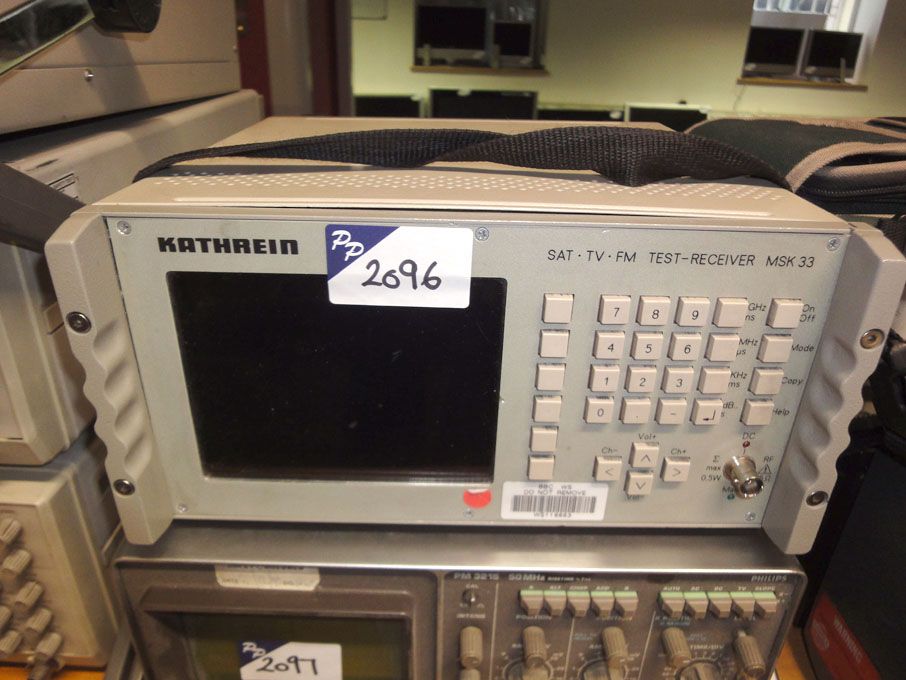 KATHREIN
PP
2096
SAT · TV · FM TEST-RECEIVER MSK 33
7 8 9 GHz ns On Off
4 5 6 MHz µs Mode
1 2 3 KHz ms Copy
0 . - dB.. Help
Vol+
Ch- Ch+
Vol-
DC
Σ RF
max
0.5W
BBC WS
DO NOT REMOVE
PM 3215 50 MHz
PHILIPS
PP
2097
WARNING